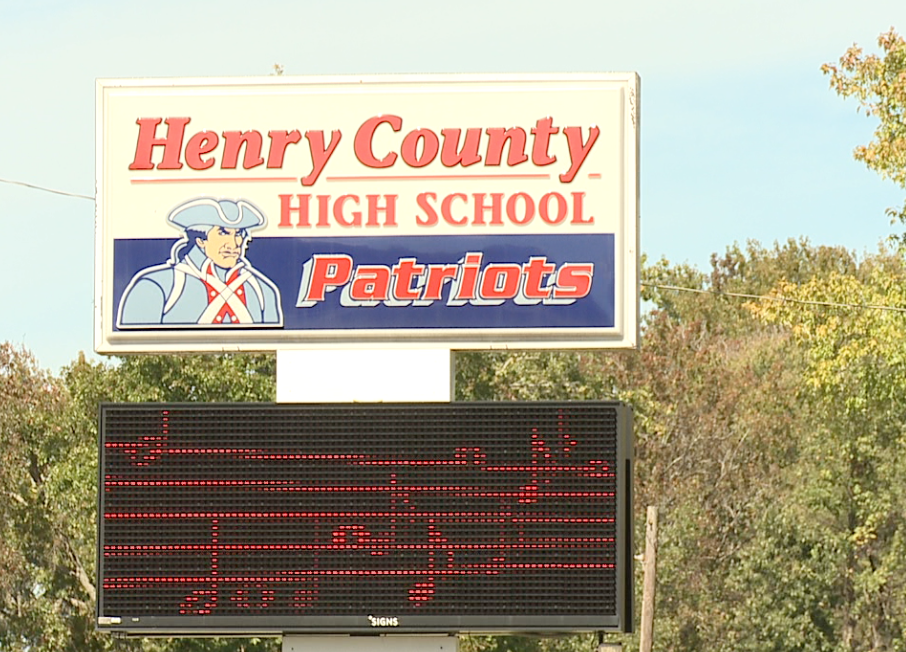 Henry County
HIGH SCHOOL
Patriots
SIGNS